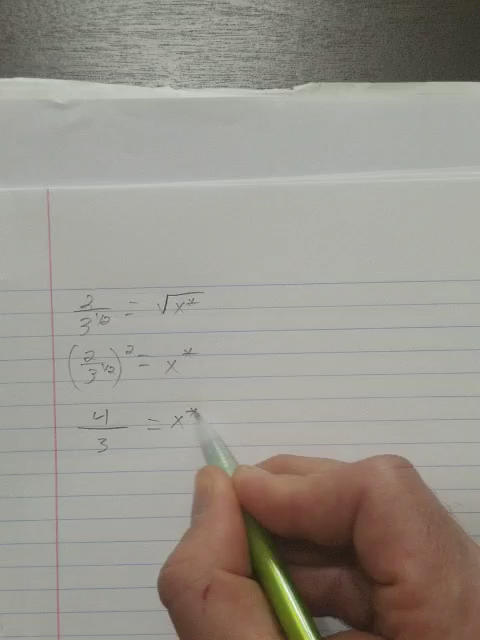 2/3^1/2 = √x*
(2/3^1/2)^2 = x*
4/3 = x*